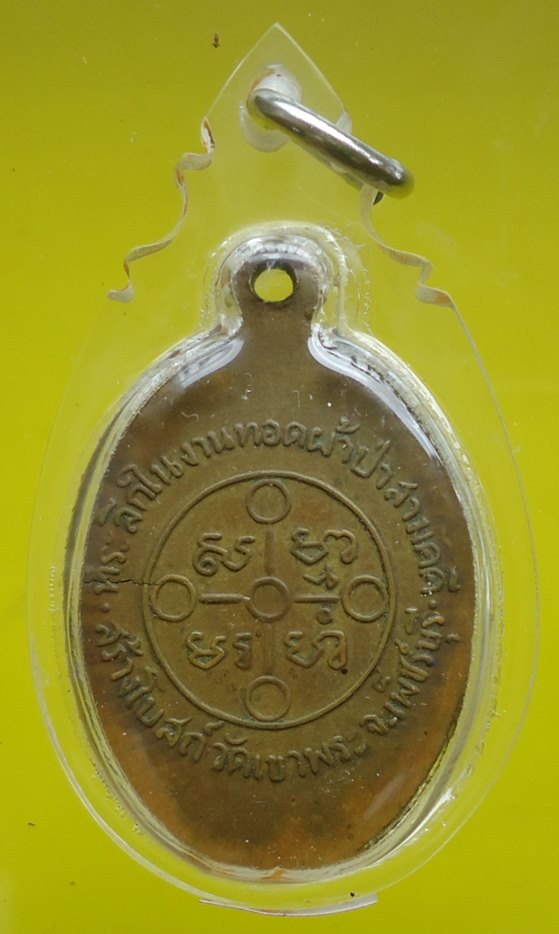 ที่ระลึกในงานทอดผ้าป่าสามัคคี
สร้างโบสถ์ วัดเขาพระ จ.เพ็ชร์บุรี